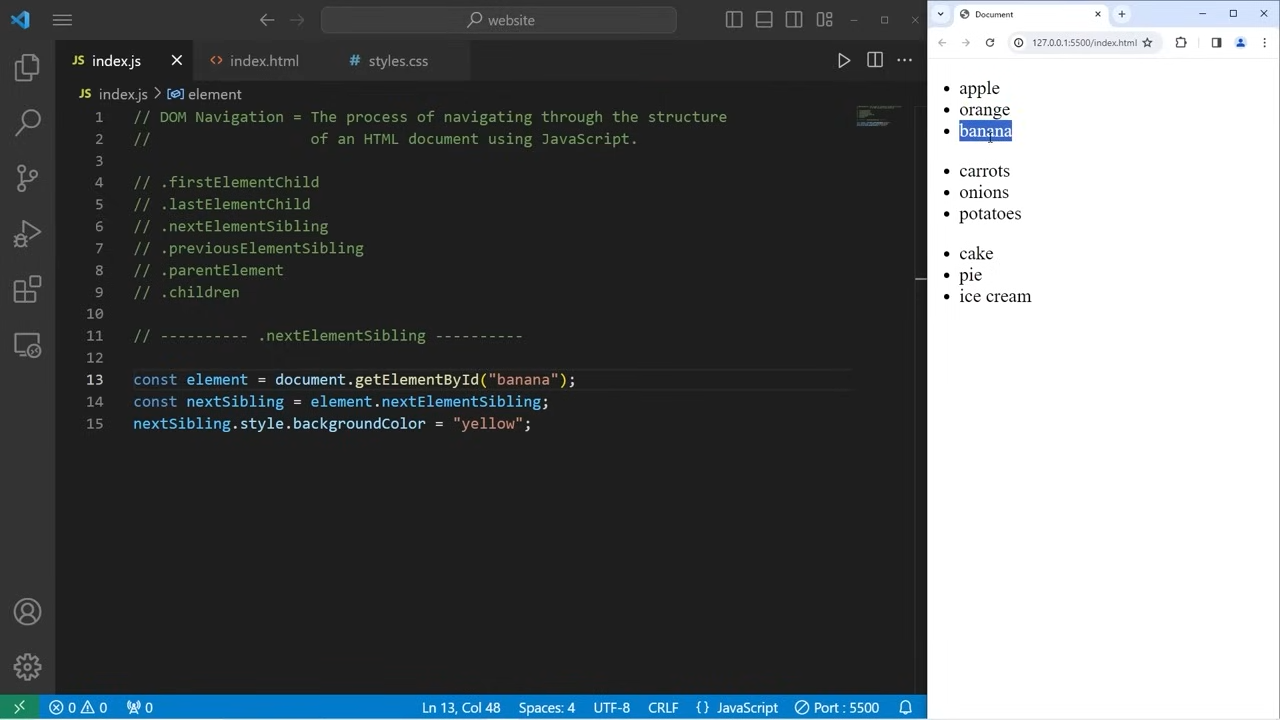 website
Document
index.js
index.html
styles.css
127.0.0.1:5500/index.html
index.js > element
1 // DOM Navigation = The process of navigating through the structure
2 // of an HTML document using JavaScript.
3
4 // .firstElementChild
5 // .lastElementChild
6 // .nextElementSibling
7 // .previousElementSibling
8 // .parentElement
9 // .children
10
11 // ---------- .nextElementSibling ----------
12
13 const element = document.getElementById("banana");
14 const nextSibling = element.nextElementSibling;
15 nextSibling.style.backgroundColor = "yellow";
apple
orange
banana
carrots
onions
potatoes
cake
pie
ice cream
0 0 0 Ln 13, Col 48 Spaces: 4 UTF-8 CRLF {} JavaScript Port : 5500